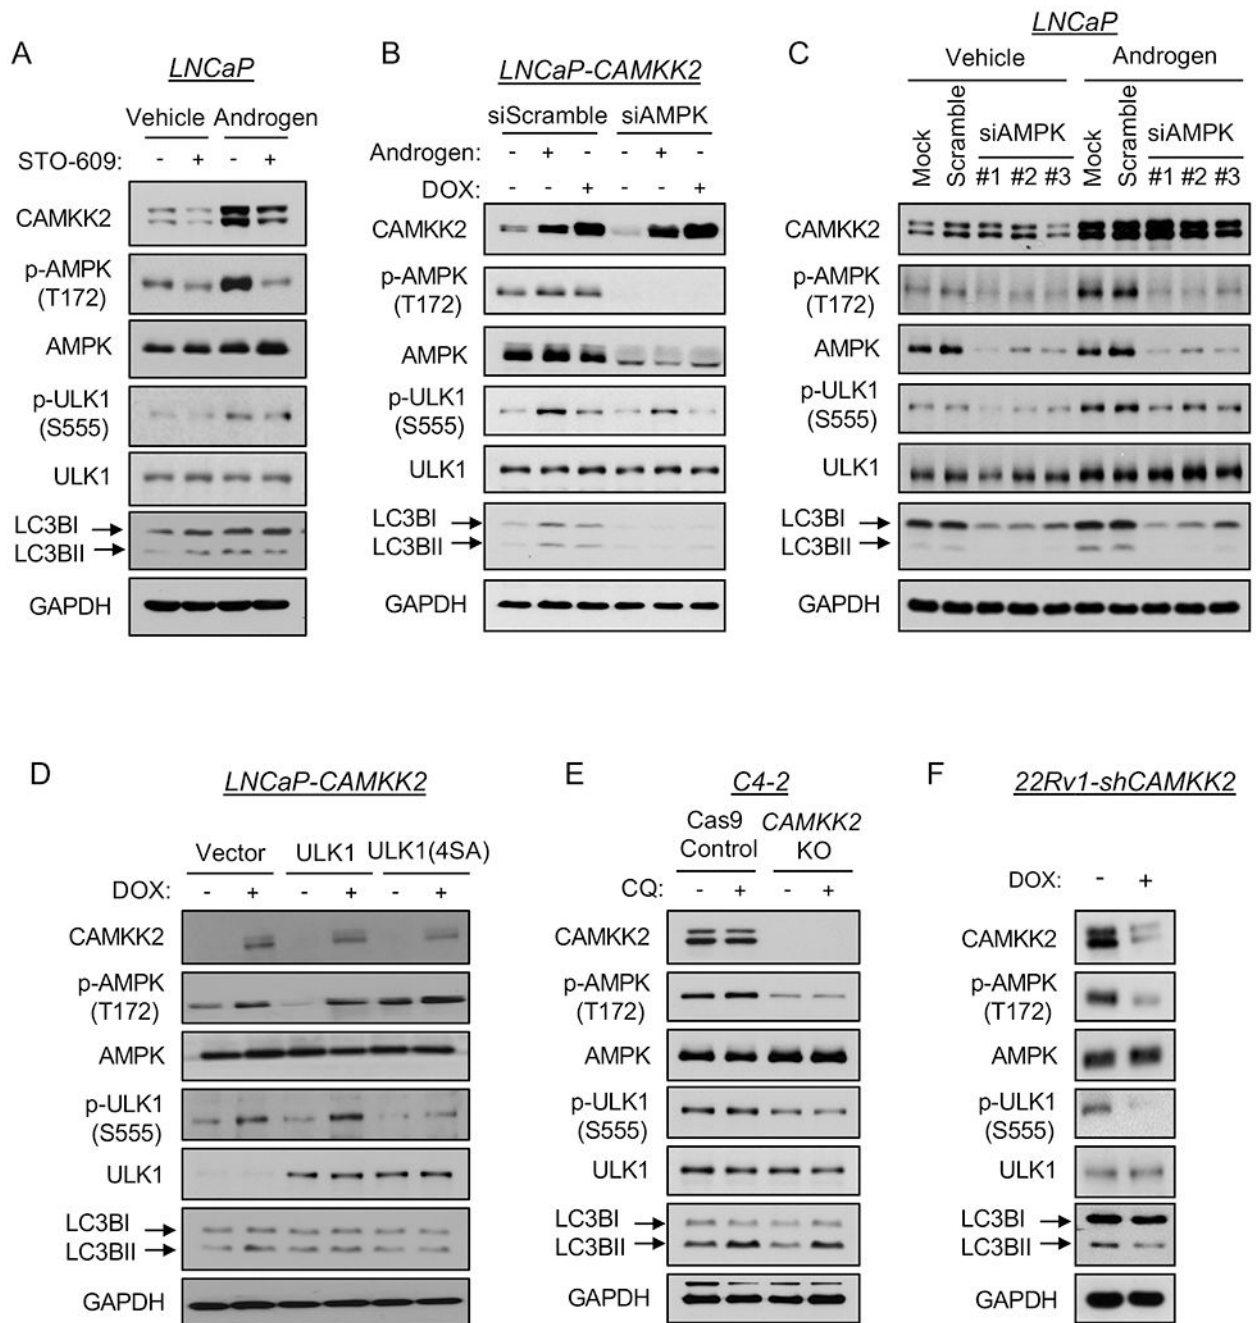 A
LNCaP
Vehicle Androgen
STO-609: - + - +
CAMKK2
p-AMPK
(T172)
AMPK
p-ULK1
(S555)
ULK1
LC3BI
LC3BII
GAPDH
B
LNCaP-CAMKK2
siScramble siAMPK
Androgen: - + - - + -
DOX: - - + - - +
CAMKK2
p-AMPK
(T172)
AMPK
p-ULK1
(S555)
ULK1
LC3BI
LC3BII
GAPDH
C
LNCaP
Vehicle Androgen
Mock Scramble siAMPK Mock Scramble siAMPK
#1 #2 #3 #1 #2 #3
CAMKK2
p-AMPK
(T172)
AMPK
p-ULK1
(S555)
ULK1
LC3BI
LC3BII
GAPDH
D
LNCaP-CAMKK2
Vector ULK1 ULK1(4SA)
DOX: - + - + - +
CAMKK2
p-AMPK
(T172)
AMPK
p-ULK1
(S555)
ULK1
LC3BI
LC3BII
GAPDH
E
C4-2
Cas9 CAMKK2
Control KO
CQ: - + - +
CAMKK2
p-AMPK
(T172)
AMPK
p-ULK1
(S555)
ULK1
LC3BI
LC3BII
GAPDH
F
22Rv1-shCAMKK2
DOX: - +
CAMKK2
p-AMPK
(T172)
AMPK
p-ULK1
(S555)
ULK1
LC3BI
LC3BII
GAPDH